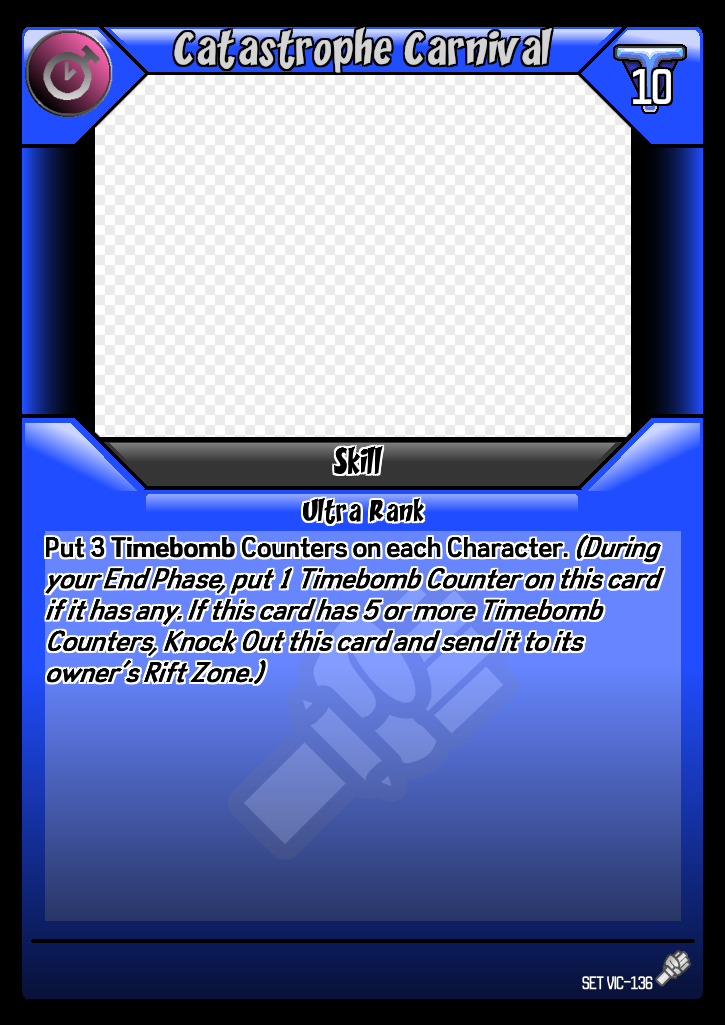 Catastrophe Carnival
10
Skill
Ultra Rank
Put 3 Timebomb Counters on each Character. (During
your End Phase, put 1 Timebomb Counter on this card
if it has any. If this card has 5 or more Timebomb
Counters, Knock Out this card and send it to its
owner's Rift Zone.)
SET VIC-136